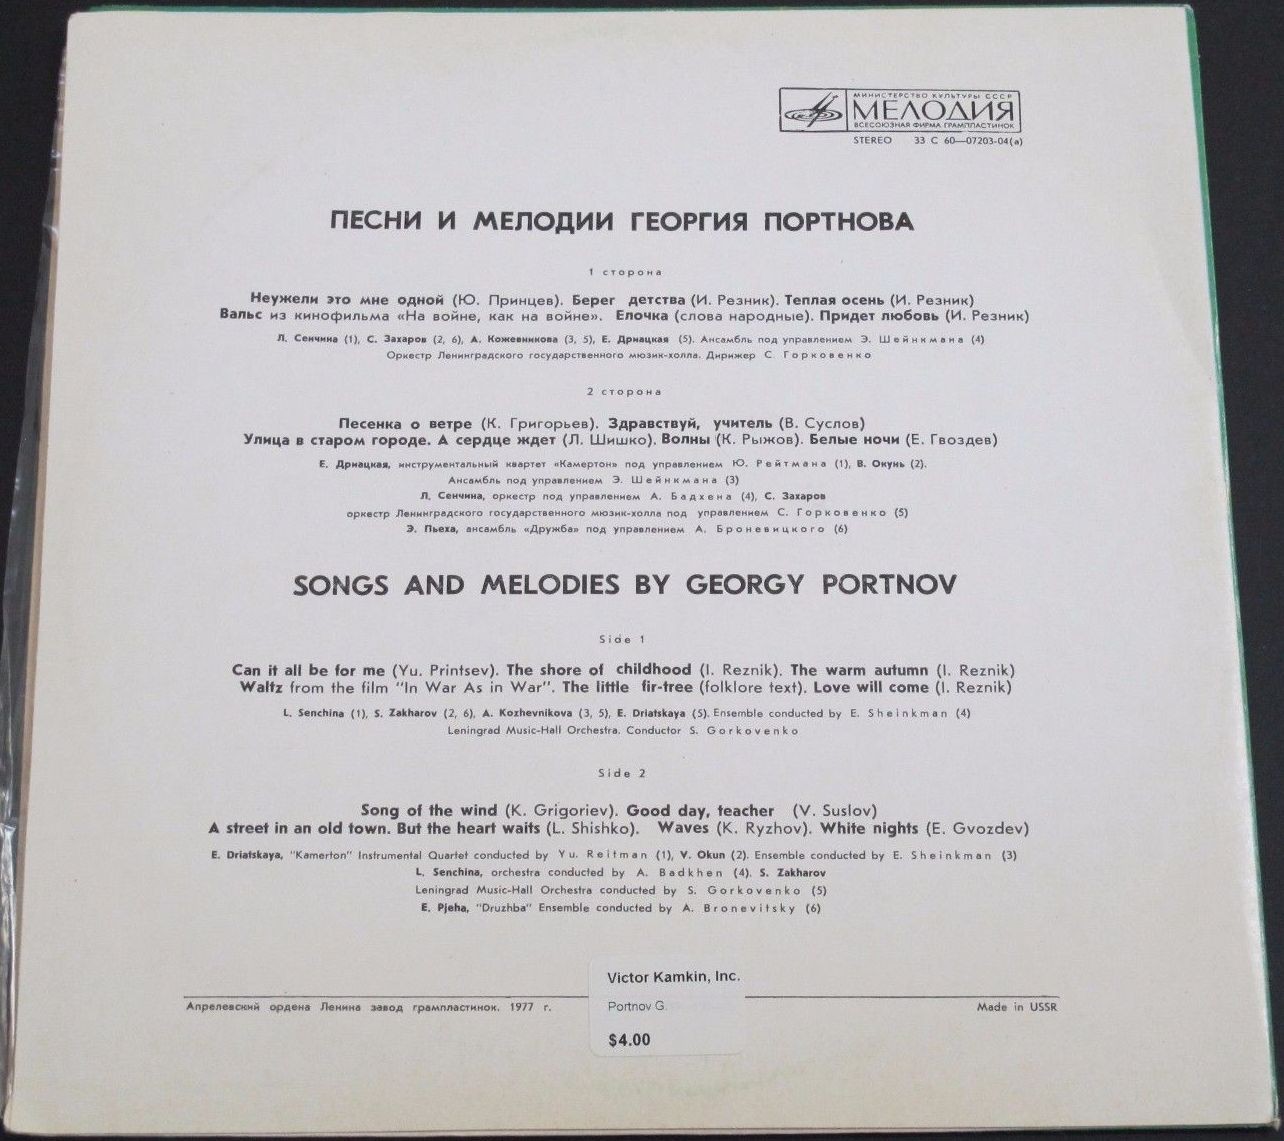 МИНИСТЕРСТВО КУЛЬТУРЫ СССР
МЕЛОДИЯ
ВСЕСОЮЗНАЯ ФИРМА ГРАМПЛАСТИНОК
STEREO 33 С 60—07203-04(а)
ПЕСНИ И МЕЛОДИИ ГЕОРГИЯ ПОРТНОВА
1 сторона
Неужели это мне одной (Ю. Принцев). Берег детства (И. Резник). Теплая осень (И. Резник)
Вальс из кинофильма «На войне, как на войне». Елочка (слова народные). Придет любовь (И. Резник)
Л. Сенчина (1), С. Захаров (2, 6), А. Кожевникова (3, 5), Е. Дриацкая (5). Ансамбль под управлением Э. Шейнкмана (4)
Оркестр Ленинградского государственного мюзик-холла. Дирижер С. Горковенко
2 сторона
Песенка о ветре (К. Григорьев). Здравствуй, учитель (В. Суслов)
Улица в старом городе. А сердце ждет (Л. Шишко). Волны (К. Рыжов). Белые ночи (Е. Гвоздев)
Е. Дриацкая, инструментальный квартет «Камертон» под управлением Ю. Рейтмана (1), В. Окунь (2).
Ансамбль под управлением Э. Шейнкмана (3)
Л. Сенчина, оркестр под управлением А. Бадхена (4), С. Захаров
оркестр Ленинградского государственного мюзик-холла под управлением С. Горковенко (5)
Э. Пьеха, ансамбль «Дружба» под управлением А. Броневицкого (6)
SONGS AND MELODIES BY GEORGY PORTNOV
Side 1
Can it all be for me (Yu. Printsev). The shore of childhood (I. Reznik). The warm autumn (I. Reznik)
Waltz from the film "In War As in War". The little fir-tree (folklore text). Love will come (I. Reznik)
L. Senchina (1), S. Zakharov (2, 6), A. Kozhevnikova (3, 5), E. Driatskaya (5). Ensemble conducted by E. Sheinkman (4)
Leningrad Music-Hall Orchestra. Conductor S. Gorkovenko
Side 2
Song of the wind (K. Grigoriev). Good day, teacher (V. Suslov)
A street in an old town. But the heart waits (L. Shishko). Waves (K. Ryzhov). White nights (E. Gvozdev)
E. Driatskaya, "Kamerton" Instrumental Quartet conducted by Yu. Reitman (1), V. Okun (2). Ensemble conducted by E. Sheinkman (3)
L. Senchina, orchestra conducted by A. Badkhen (4). S. Zakharov
Leningrad Music-Hall Orchestra conducted by S. Gorkovenko (5)
E. Pjeha, "Druzhba" Ensemble conducted by A. Bronevitsky (6)
Victor Kamkin, Inc.
Апрелевский ордена Ленина завод грампластинок. 1977 г. Portnov G. Made in USSR
$4.00